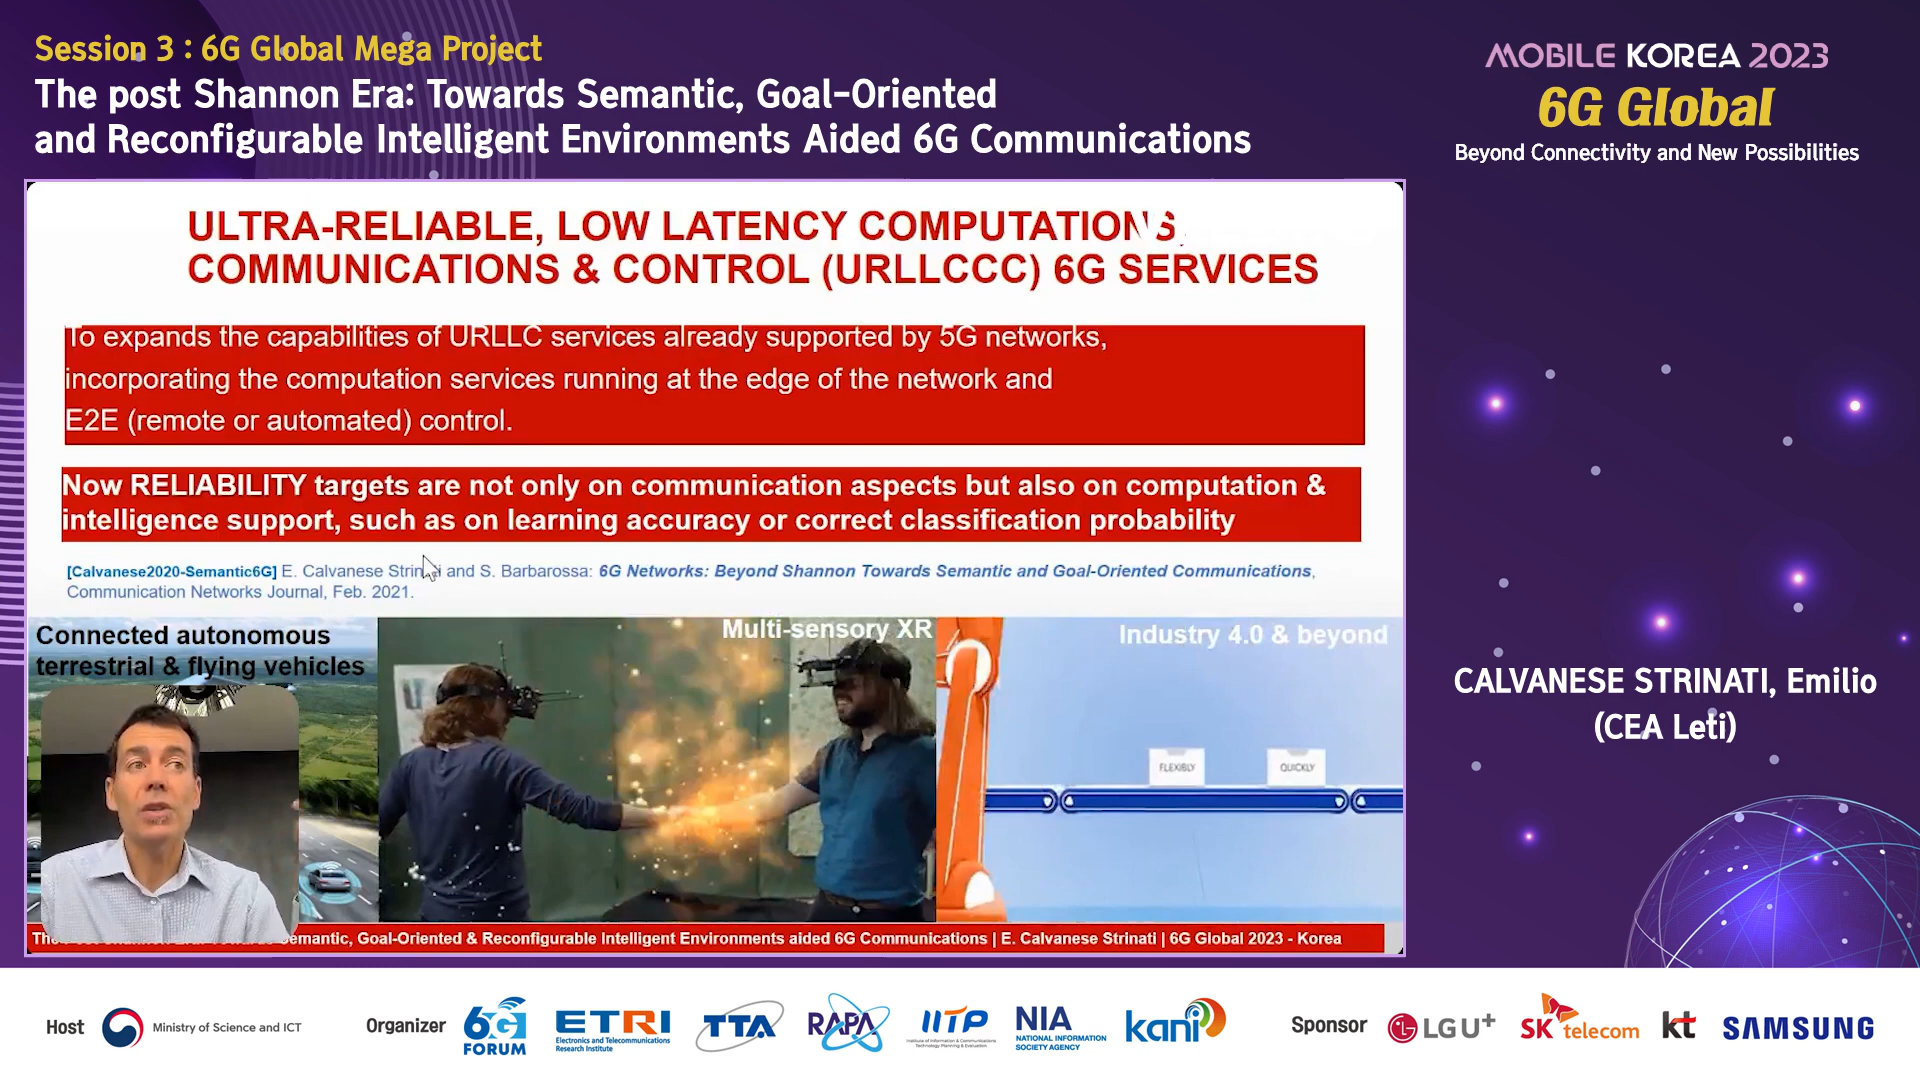 Session 3 : 6G Global Mega Project
The post Shannon Era: Towards Semantic, Goal-Oriented
and Reconfigurable Intelligent Environments Aided 6G Communications
MOBILE KOREA 2023
6G Global
Beyond Connectivity and New Possibilities
ULTRA-RELIABLE, LOW LATENCY COMPUTATIONS,
COMMUNICATIONS & CONTROL (URLLCCC) 6G SERVICES
To expands the capabilities of URLLC services already supported by 5G networks,
incorporating the computation services running at the edge of the network and
E2E (remote or automated) control.
Now RELIABILITY targets are not only on communication aspects but also on computation &
intelligence support, such as on learning accuracy or correct classification probability
[Calvanese2020-Semantic6G] E. Calvanese Strinati and S. Barbarossa: 6G Networks: Beyond Shannon Towards Semantic and Goal-Oriented Communications,
Communication Networks Journal, Feb. 2021.
Connected autonomous
terrestrial & flying vehicles
Multi-sensory XR
Industry 4.0 & beyond
FLEXIBLY
QUICKLY
Semantic, Goal-Oriented & Reconfigurable Intelligent Environments aided 6G Communications | E. Calvanese Strinati | 6G Global 2023 - Korea
CALVANESE STRINATI, Emilio
(CEA Leti)
Host
Ministry of Science and ICT
Organizer
6G FORUM
ETRI
Electronics and Telecommunications
Research Institute
TTA
RAPA
IITP
Institute of Information & Communications
Technology Planning & Evaluation
NIA
NATIONAL INFORMATION
SOCIETY AGENCY
kani
Sponsor
LG U+
SK telecom
kt
SAMSUNG